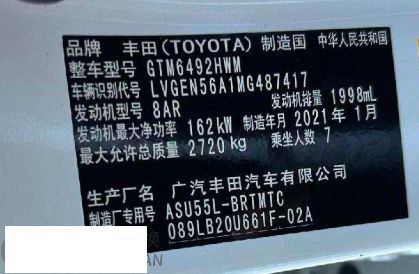 品牌 丰田(TOYOTA) 制造国 中华人民共和国
整车型号 GTM6492HWM
车辆识别代号 LVGEN56A1MG487417
发动机型号 8AR 发动机排量 1998mL
发动机最大净功率 162kW 制造年月 2021年1月
最大允许总质量 2720kg 乘坐人数 7
生产厂名 广汽丰田汽车有限公司
制造厂专用号 ASU55L-BRTMTC
089LB20U661F-02A